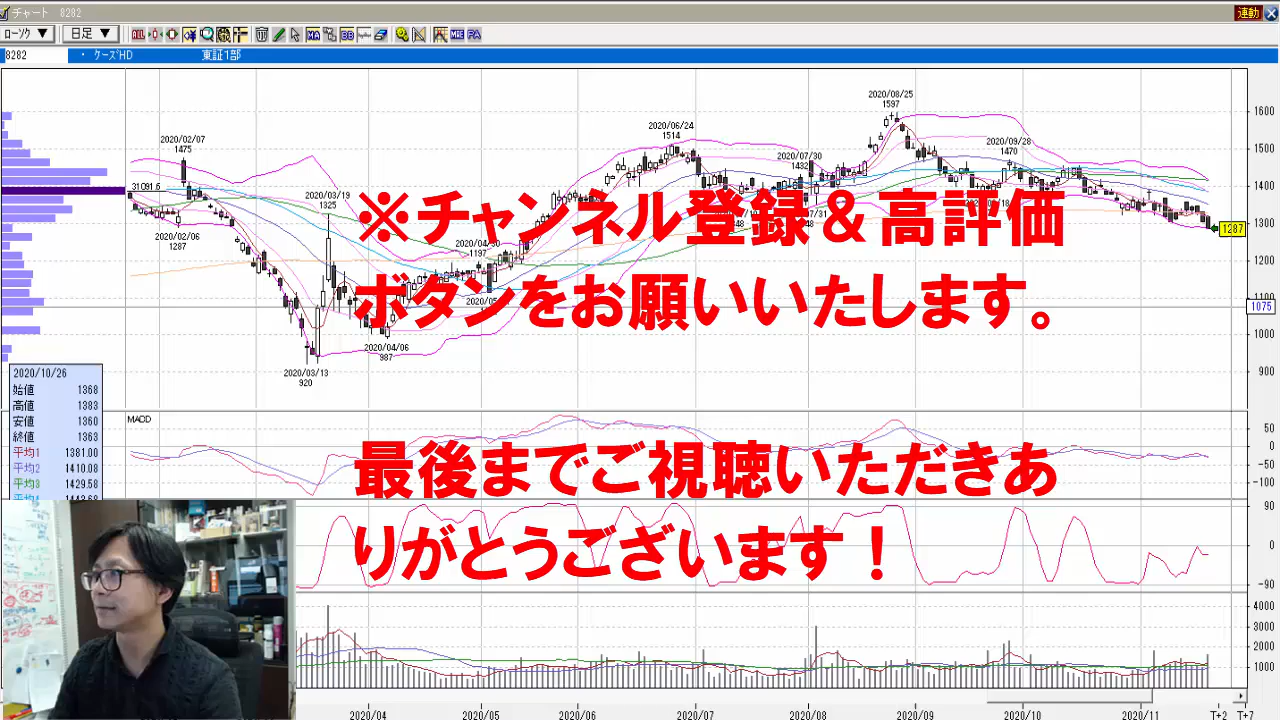 チャート 8282
連動
ローソク ▼ 日足 ▼
8282 ・ ケーズHD 東証1部
2020/08/25
1597
1600
2020/06/24
1514
2020/02/07
1475
2020/09/28
1470
1500
2020/07/30
1432
31091.6
1400
2020/03/19
1325
※チャンネル登録＆高評価
1300
1287
2020/02/06
1287
2020/04/30
1197
1200
ボタンをお願いいたします。
1100
1075
1000
2020/04/06
987
2020/03/13
920
900
2020/10/26
始値 1368
高値 1383
安値 1360
終値 1363
平均1 1381.00
平均2 1410.08
平均3 1429.58
MACD
50
0
-50
-100
最後までご視聴いただきあ
りがとうございます！
90
0
-90
4000
3000
2000
1000
2020/04 2020/05 2020/06 2020/07 2020/08 2020/09 2020/10 2020/11 T+2 T+7